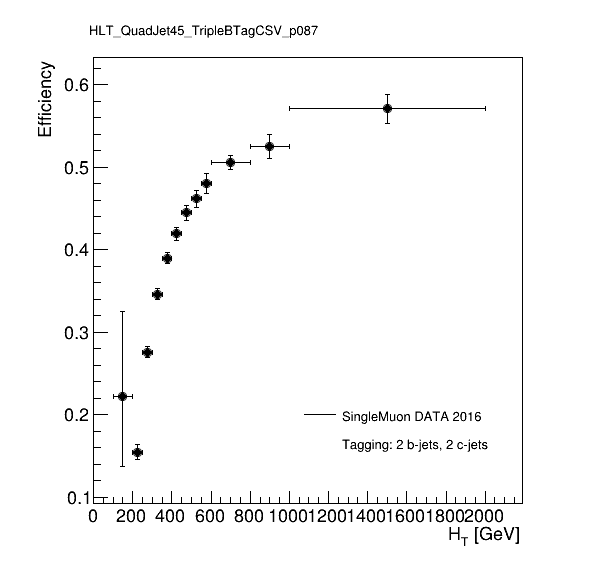 HLT_QuadJet45_TripleBTagCSV_p087
Efficiency
0.6
0.5
0.4
0.3
0.2
0.1
SingleMuon DATA 2016
Tagging: 2 b-jets, 2 c-jets
0 200 400 600 800 1000 1200 1400 1600 1800 2000
H_T [GeV]